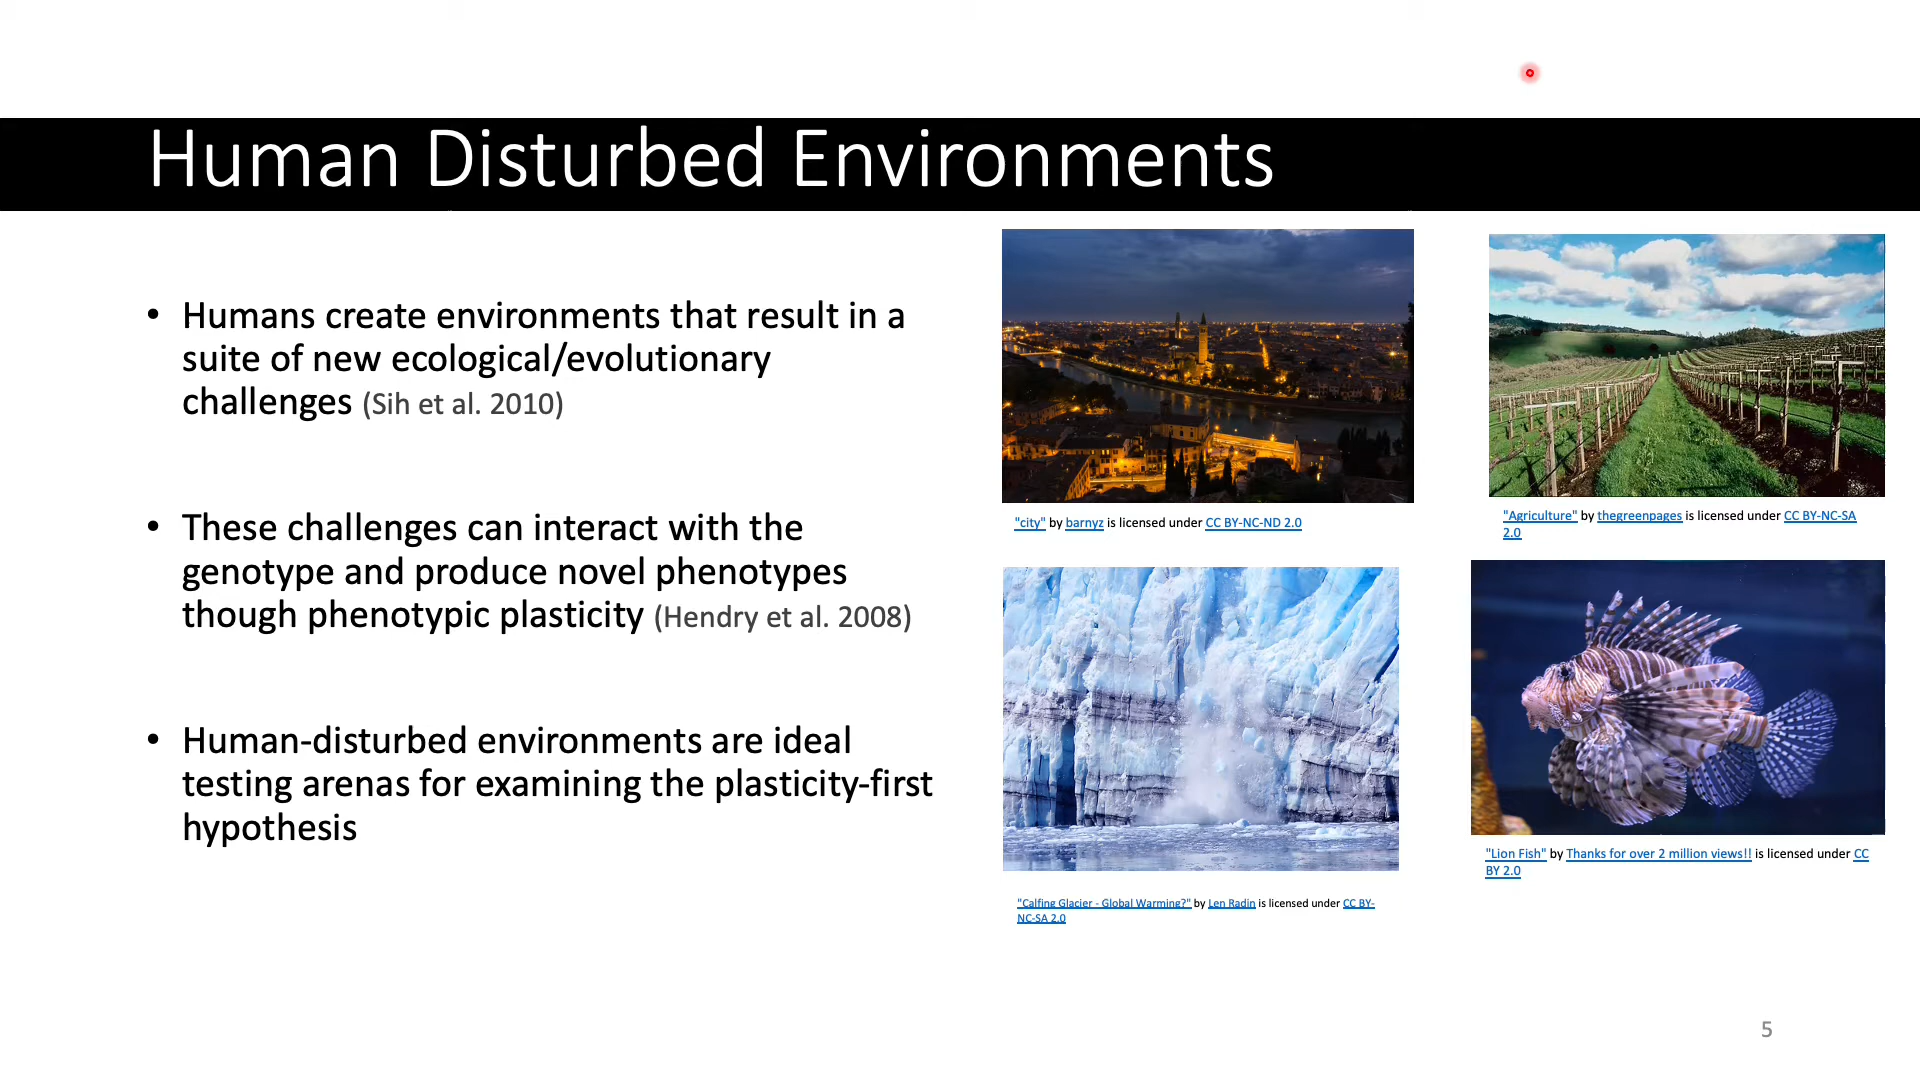 Human Disturbed Environments
• Humans create environments that result in a
suite of new ecological/evolutionary
challenges (Sih et al. 2010)
• These challenges can interact with the
genotype and produce novel phenotypes
though phenotypic plasticity (Hendry et al. 2008)
• Human-disturbed environments are ideal
testing arenas for examining the plasticity-first
hypothesis
"city" by barnyz is licensed under CC BY-NC-ND 2.0
"Agriculture" by thegreenpages is licensed under CC BY-NC-SA
2.0
"Calfing Glacier - Global Warming?" by Len Radin is licensed under CC BY-
NC-SA 2.0
"Lion Fish" by Thanks for over 2 million views!! is licensed under CC
BY 2.0
5